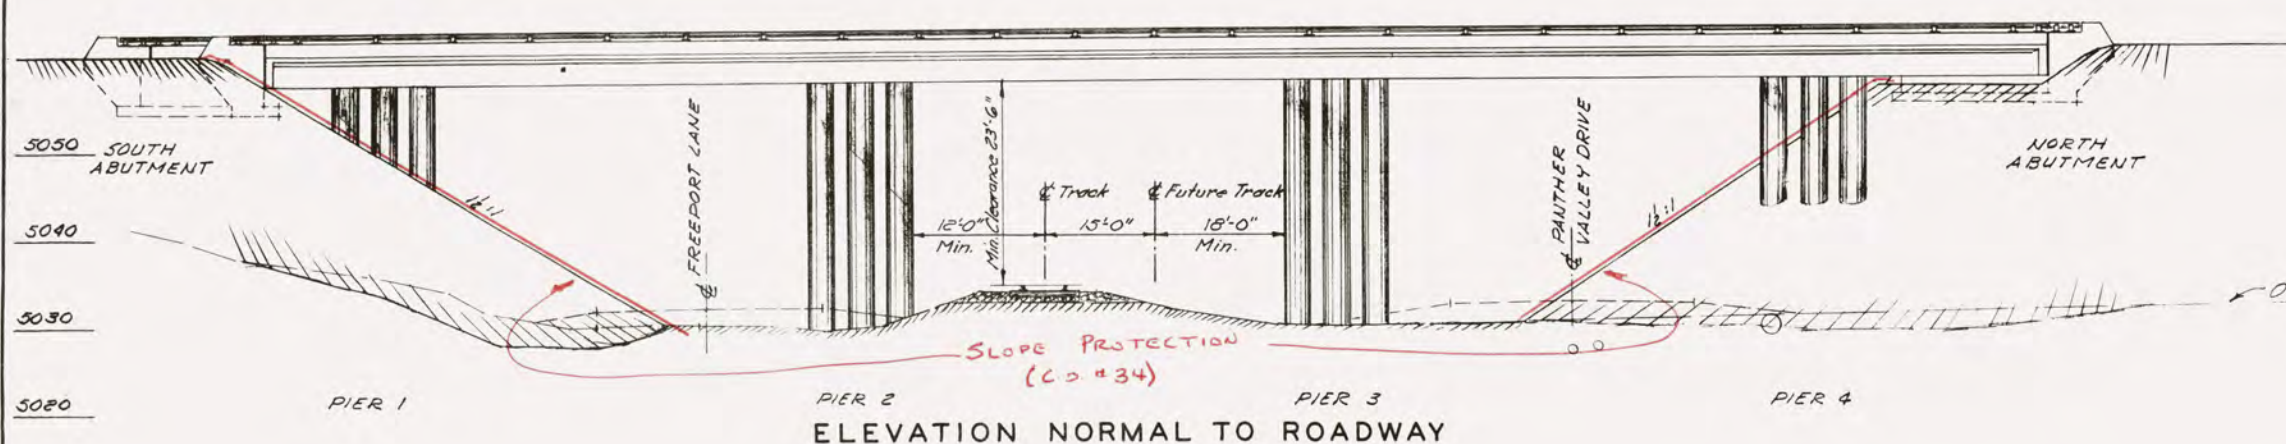 5050
SOUTH
ABUTMENT
1½:1
℄ FREEPORT LANE
Min. Clearance 23'-6"
℄ Track
℄ Future Track
12'-0"
Min.
15'-0"
18'-0"
Min.
℄ PANTHER
VALLEY DRIVE
1½:1
NORTH
ABUTMENT
5040
5030
SLOPE PROTECTION
(C.O. #34)
5020
PIER 1
PIER 2
PIER 3
PIER 4
ELEVATION NORMAL TO ROADWAY